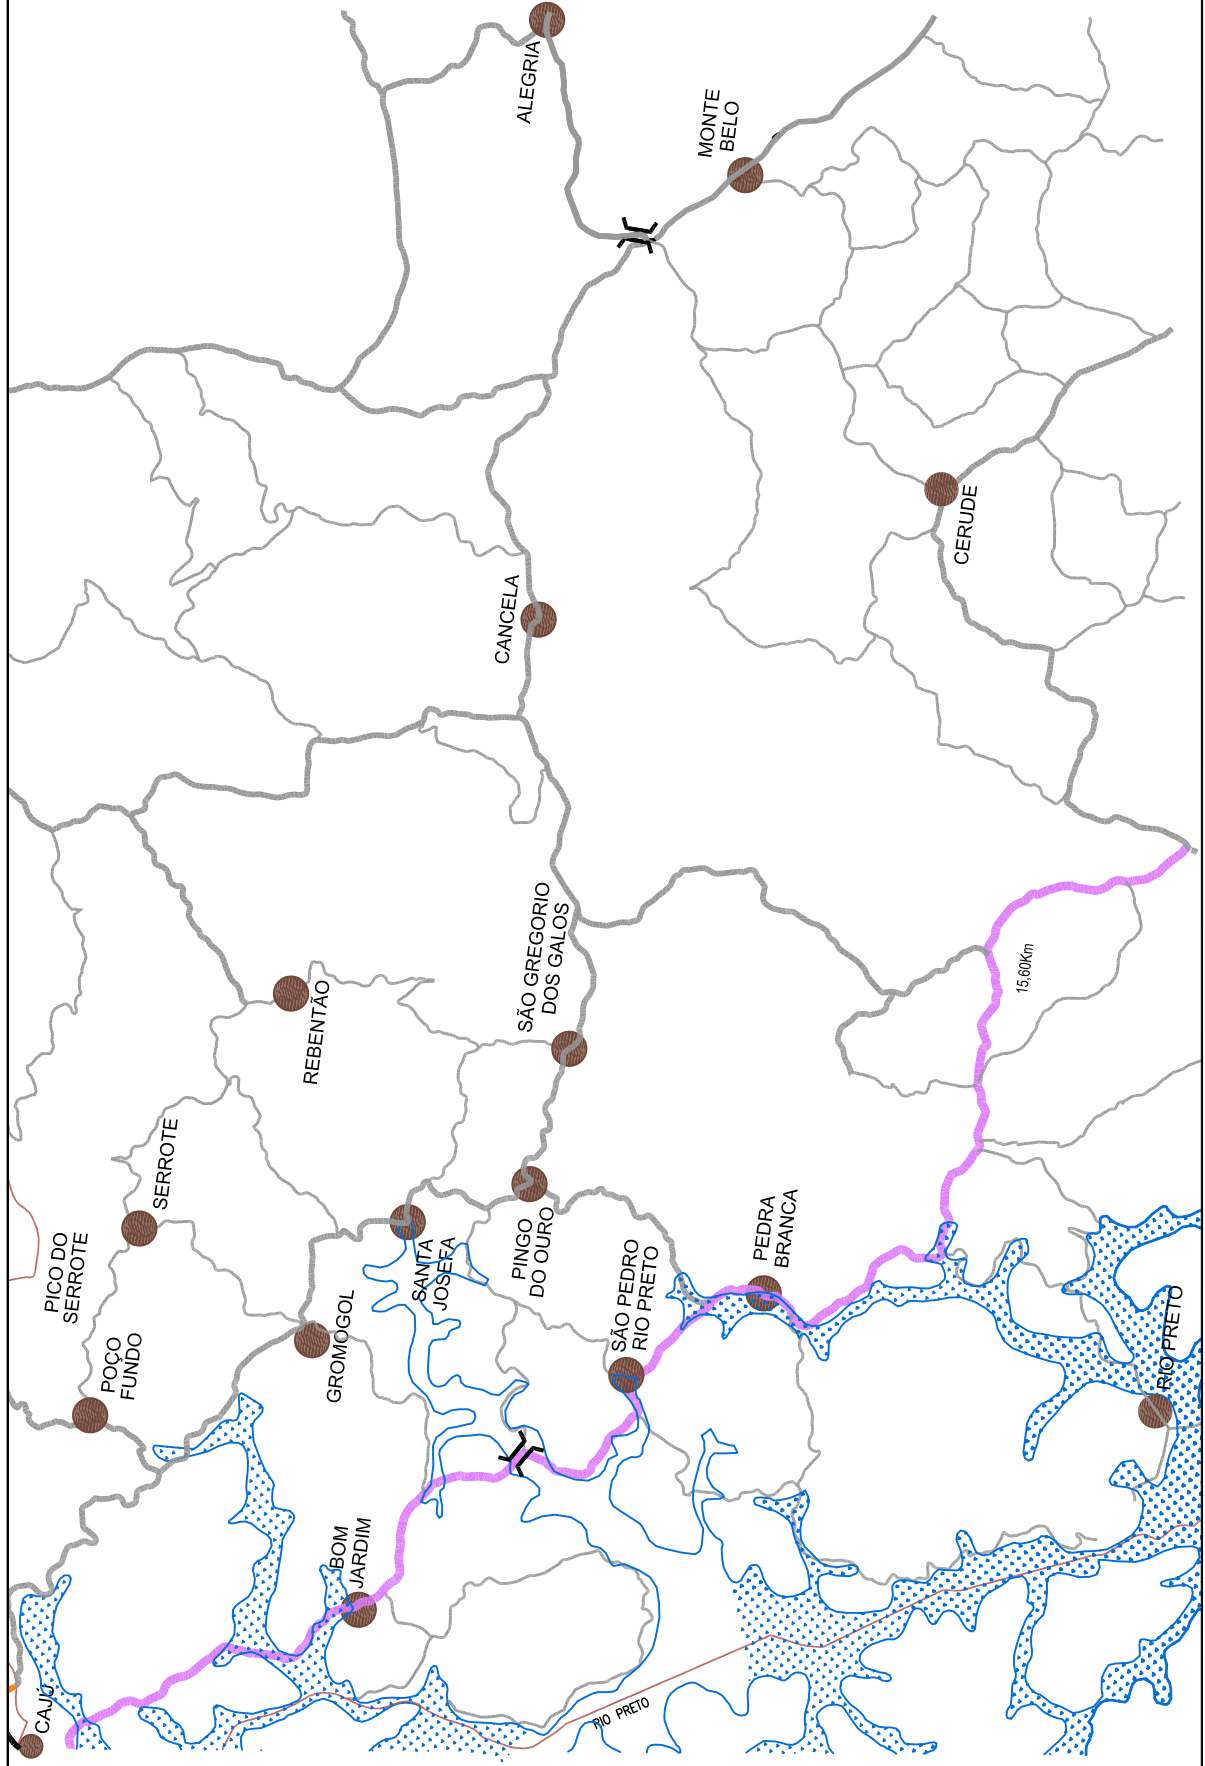 ALEGRIA
MONTE
BELO
CERUDE
CANCELA
SÃO GREGORIO
DOS GALOS
15,60Km
REBENTÃO
SERROTE
PICO DO
SERROTE
POÇO
FUNDO
GROMOGOL
SANTA
JOSEFA
PINGO
DO OURO
SÃO PEDRO
RIO PRETO
PEDRA
BRANCA
RIO PRETO
BOM
JARDIM
CAJÚ
RIO PRETO